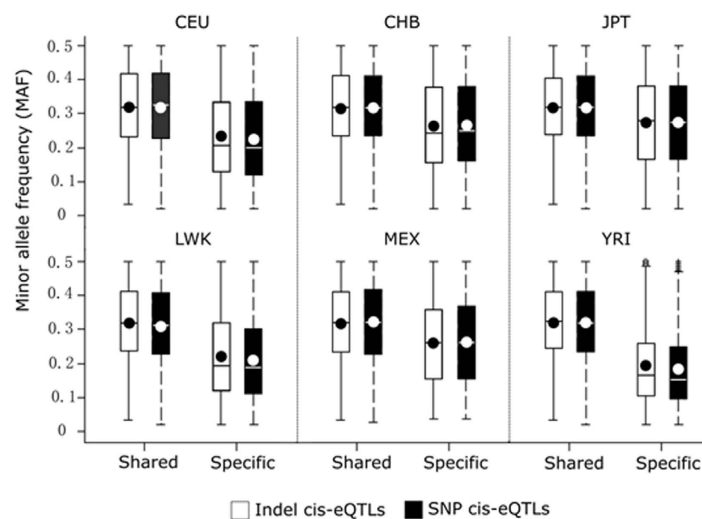 CEU CHB JPT
Minor allele frequency (MAF)
0.5
0.4
0.3
0.2
0.1
0
LWK MEX YRI
0.5
0.4
0.3
0.2
0.1
0
Shared Specific Shared Specific Shared Specific
Indel cis-eQTLs SNP cis-eQTLs